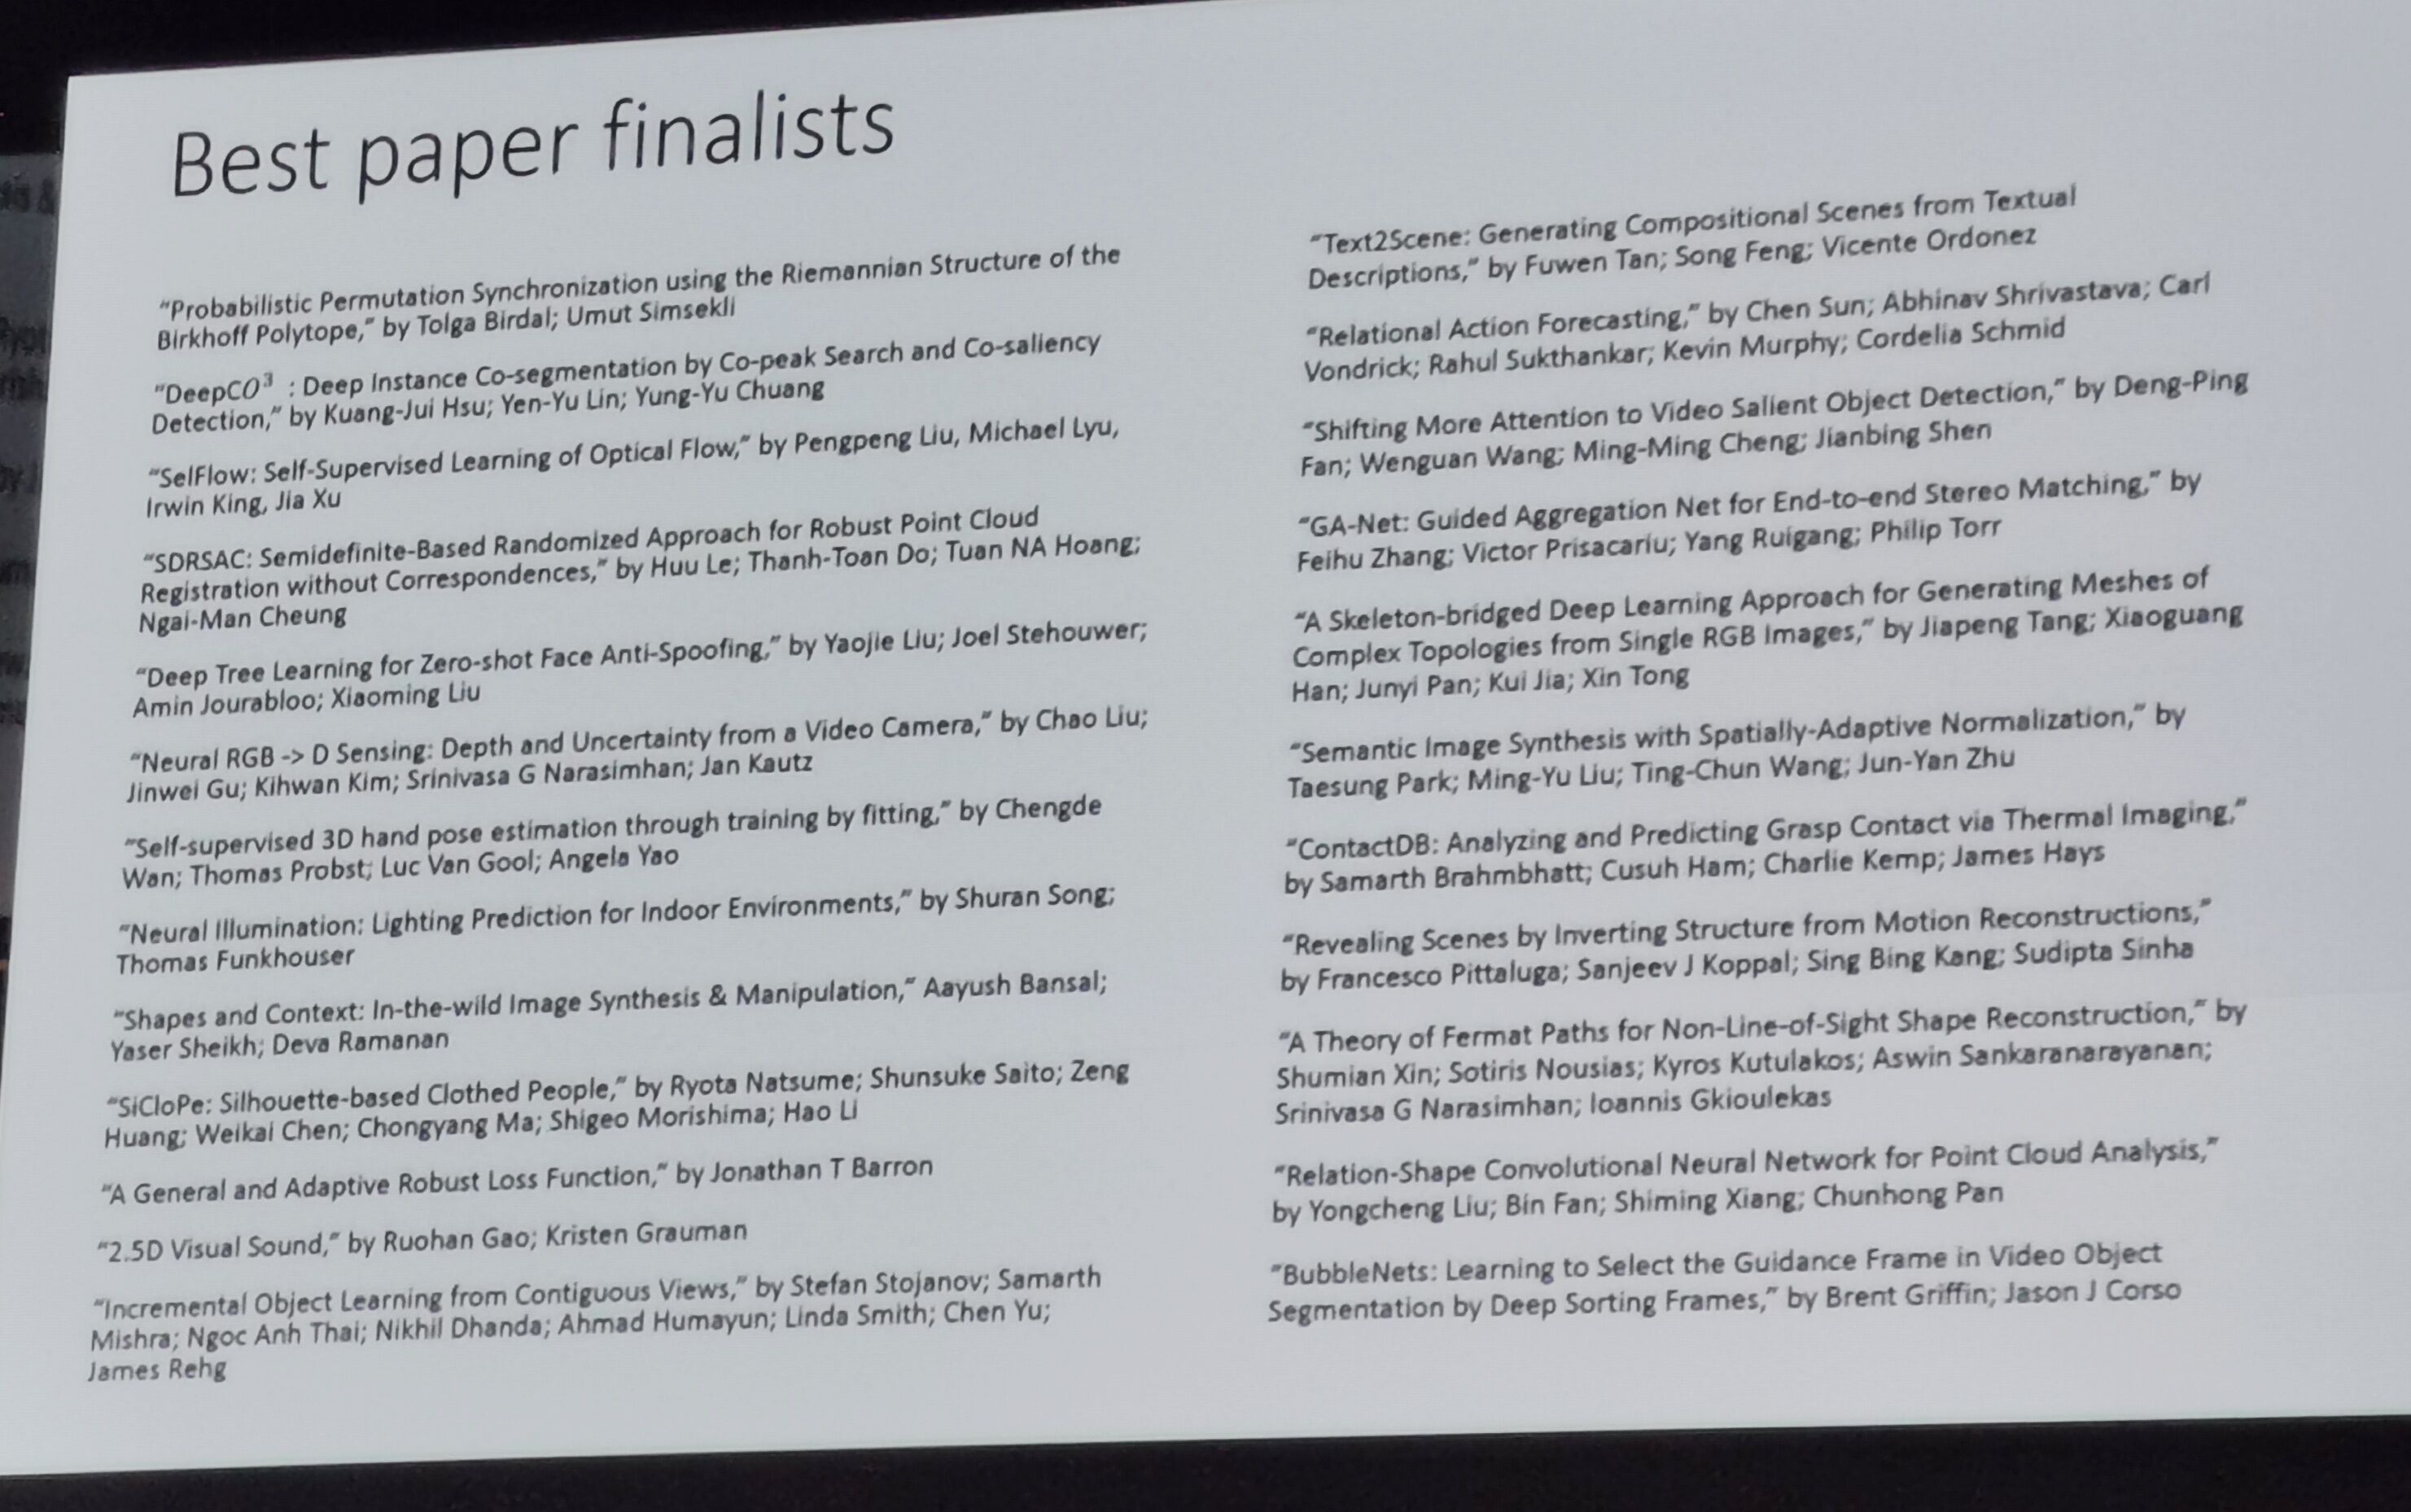 Best paper finalists
“Probabilistic Permutation Synchronization using the Riemannian Structure of the
Birkhoff Polytope,” by Tolga Birdal; Umut Simsekli
“DeepCO³ : Deep Instance Co-segmentation by Co-peak Search and Co-saliency
Detection,” by Kuang-Jui Hsu; Yen-Yu Lin; Yung-Yu Chuang
“SelFlow: Self-Supervised Learning of Optical Flow,” by Pengpeng Liu, Michael Lyu,
Irwin King, Jia Xu
“SDRSAC: Semidefinite-Based Randomized Approach for Robust Point Cloud
Registration without Correspondences,” by Huu Le; Thanh-Toan Do; Tuan NA Hoang;
Ngai-Man Cheung
“Deep Tree Learning for Zero-shot Face Anti-Spoofing,” by Yaojie Liu; Joel Stehouwer;
Amin Jourabloo; Xiaoming Liu
“Neural RGB -> D Sensing: Depth and Uncertainty from a Video Camera,” by Chao Liu;
Jinwei Gu; Kihwan Kim; Srinivasa G Narasimhan; Jan Kautz
“Self-supervised 3D hand pose estimation through training by fitting,” by Chengde
Wan; Thomas Probst; Luc Van Gool; Angela Yao
“Neural Illumination: Lighting Prediction for Indoor Environments,” by Shuran Song;
Thomas Funkhouser
“Shapes and Context: In-the-wild Image Synthesis & Manipulation,” Aayush Bansal;
Yaser Sheikh; Deva Ramanan
“SiCloPe: Silhouette-based Clothed People,” by Ryota Natsume; Shunsuke Saito; Zeng
Huang; Weikai Chen; Chongyang Ma; Shigeo Morishima; Hao Li
“A General and Adaptive Robust Loss Function,” by Jonathan T Barron
“2.5D Visual Sound,” by Ruohan Gao; Kristen Grauman
“Incremental Object Learning from Contiguous Views,” by Stefan Stojanov; Samarth
Mishra; Ngoc Anh Thai; Nikhil Dhanda; Ahmad Humayun; Linda Smith; Chen Yu;
James Rehg
“Text2Scene: Generating Compositional Scenes from Textual
Descriptions,” by Fuwen Tan; Song Feng; Vicente Ordonez
“Relational Action Forecasting,” by Chen Sun; Abhinav Shrivastava; Carl
Vondrick; Rahul Sukthankar; Kevin Murphy; Cordelia Schmid
“Shifting More Attention to Video Salient Object Detection,” by Deng-Ping
Fan; Wenguan Wang; Ming-Ming Cheng; Jianbing Shen
“GA-Net: Guided Aggregation Net for End-to-end Stereo Matching,” by
Feihu Zhang; Victor Prisacariu; Yang Ruigang; Philip Torr
“A Skeleton-bridged Deep Learning Approach for Generating Meshes of
Complex Topologies from Single RGB Images,” by Jiapeng Tang; Xiaoguang
Han; Junyi Pan; Kui Jia; Xin Tong
“Semantic Image Synthesis with Spatially-Adaptive Normalization,” by
Taesung Park; Ming-Yu Liu; Ting-Chun Wang; Jun-Yan Zhu
“ContactDB: Analyzing and Predicting Grasp Contact via Thermal Imaging,”
by Samarth Brahmbhatt; Cusuh Ham; Charlie Kemp; James Hays
“Revealing Scenes by Inverting Structure from Motion Reconstructions,”
by Francesco Pittaluga; Sanjeev J Koppal; Sing Bing Kang; Sudipta Sinha
“A Theory of Fermat Paths for Non-Line-of-Sight Shape Reconstruction,” by
Shumian Xin; Sotiris Nousias; Kyros Kutulakos; Aswin Sankaranarayanan;
Srinivasa G Narasimhan; Ioannis Gkioulekas
“Relation-Shape Convolutional Neural Network for Point Cloud Analysis,”
by Yongcheng Liu; Bin Fan; Shiming Xiang; Chunhong Pan
“BubbleNets: Learning to Select the Guidance Frame in Video Object
Segmentation by Deep Sorting Frames,” by Brent Griffin; Jason J Corso